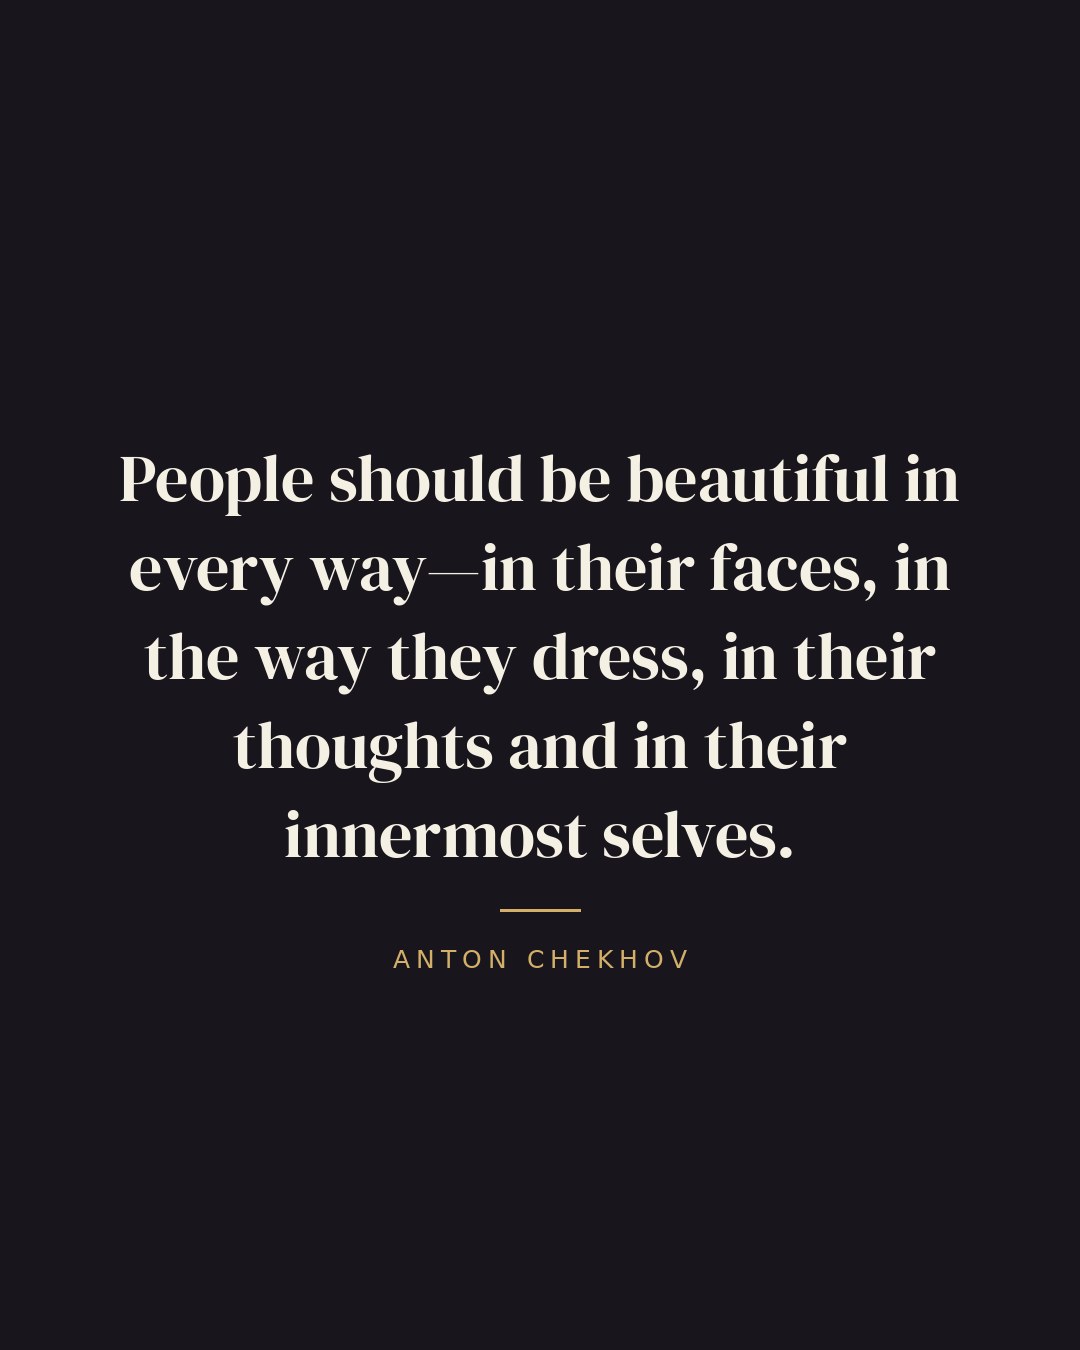 People should be beautiful in
every way—in their faces, in
the way they dress, in their
thoughts and in their
innermost selves.
ANTON CHEKHOV